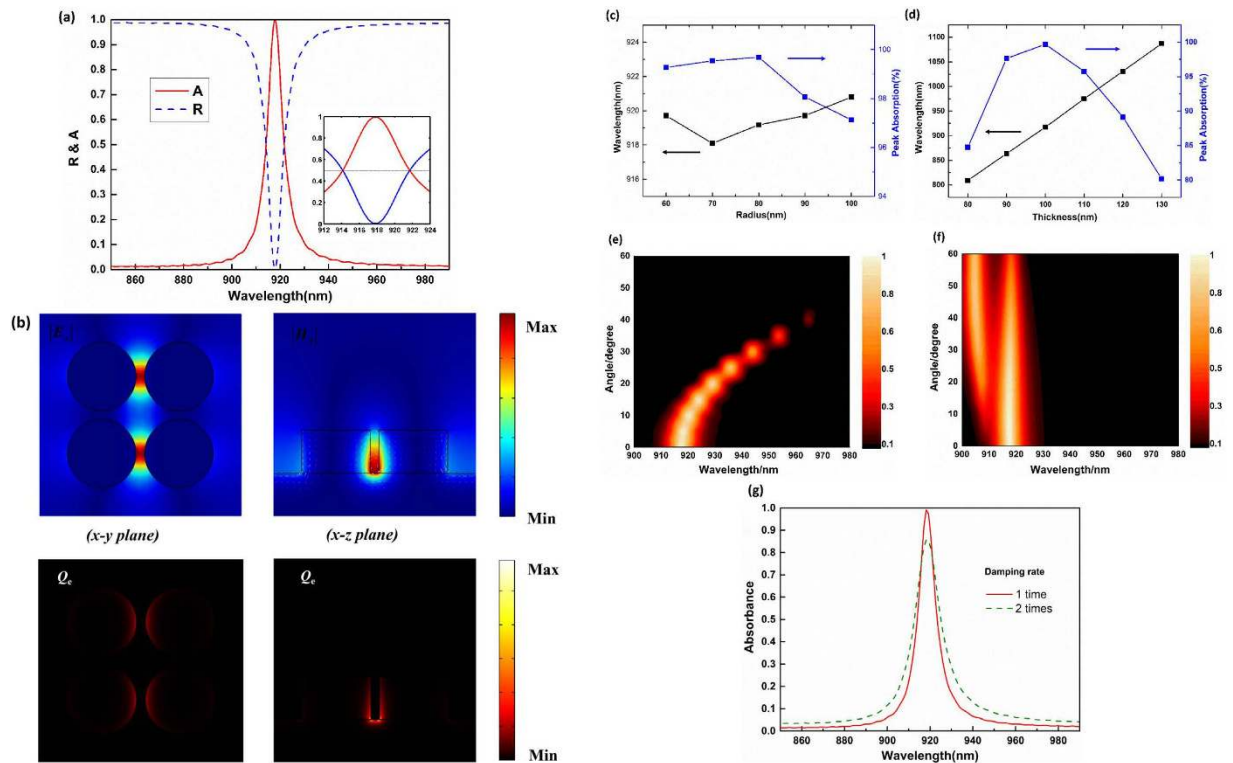 (a)
1.0
0.9
0.8
0.7
0.6
0.5
0.4
0.3
0.2
0.1
0.0
R & A
A
R
1
0.8
0.6
0.4
0.2
0
912 914 916 918 920 922 924
860 880 900 920 940 960 980
Wavelength(nm)
(b)
Max
Min
(x-y plane)
(x-z plane)
Qe
Qe
Max
Min
(c)
924
922
920
918
916
Wavelength(nm)
100
98
96
94
Peak Absorption(%)
60 70 80 90 100
Radius(nm)
(d)
1100
1050
1000
950
900
850
800
Wavelength(nm)
100
95
90
85
80
Peak Absorption(%)
80 90 100 110 120 130
Thickness(nm)
(e)
60
50
40
30
20
10
0
Angle/degree
900 910 920 930 940 950 960 970 980
Wavelength/nm
1
0.8
0.6
0.4
0.3
0.1
(f)
60
50
40
30
20
10
0
Angle/degree
900 910 920 930 940 950 960 970 980
Wavelength/nm
1
0.8
0.6
0.4
0.3
0.1
(g)
1.0
0.9
0.8
0.7
0.6
0.5
0.4
0.3
0.2
0.1
0.0
Absorbance
Damping rate
1 time
2 times
860 880 900 920 940 960 980
Wavelength(nm)